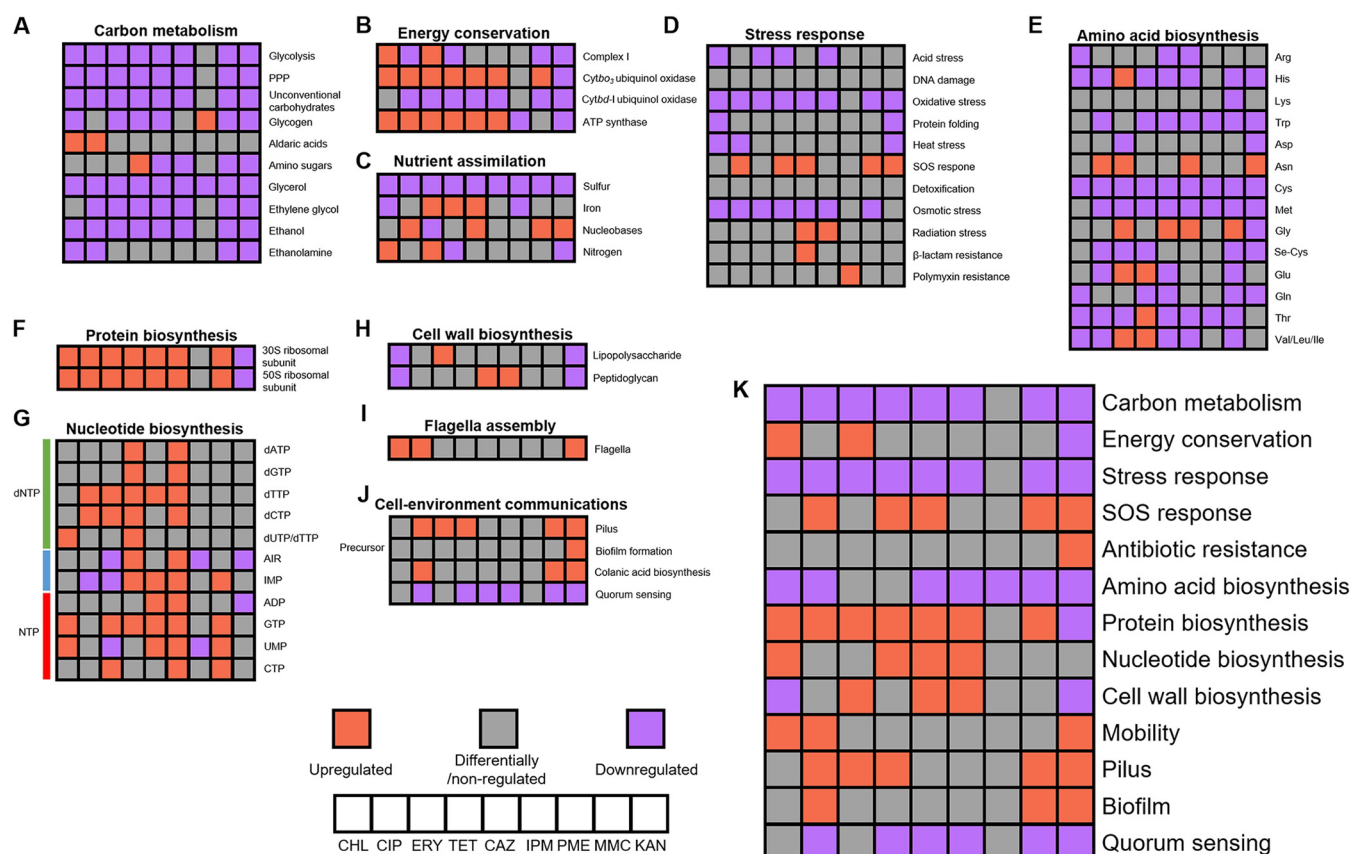 A
Carbon metabolism
Glycolysis
PPP
Unconventional
carbohydrates
Glycogen
Aldaric acids
Amino sugars
Glycerol
Ethylene glycol
Ethanol
Ethanolamine
B
Energy conservation
Complex I
Cytbo3 ubiquinol oxidase
Cytbd-I ubiquinol oxidase
ATP synthase
C
Nutrient assimilation
Sulfur
Iron
Nucleobases
Nitrogen
D
Stress response
Acid stress
DNA damage
Oxidative stress
Protein folding
Heat stress
SOS respone
Detoxification
Osmotic stress
Radiation stress
β-lactam resistance
Polymyxin resistance
E
Amino acid biosynthesis
Arg
His
Lys
Trp
Asp
Asn
Cys
Met
Gly
Se-Cys
Glu
Gln
Thr
Val/Leu/Ile
F
Protein biosynthesis
30S ribosomal
subunit
50S ribosomal
subunit
G
Nucleotide biosynthesis
dNTP
NTP
dATP
dGTP
dTTP
dCTP
dUTP/dTTP
AIR
IMP
ADP
GTP
UMP
CTP
H
Cell wall biosynthesis
Lipopolysaccharide
Peptidoglycan
I
Flagella assembly
Flagella
J
Cell-environment communications
Precursor
Pilus
Biofilm formation
Colanic acid biosynthesis
Quorum sensing
K
Carbon metabolism
Energy conservation
Stress response
SOS response
Antibiotic resistance
Amino acid biosynthesis
Protein biosynthesis
Nucleotide biosynthesis
Cell wall biosynthesis
Mobility
Pilus
Biofilm
Quorum sensing
Upregulated
Differentially
/non-regulated
Downregulated
CHL CIP ERY TET CAZ IPM PME MMC KAN